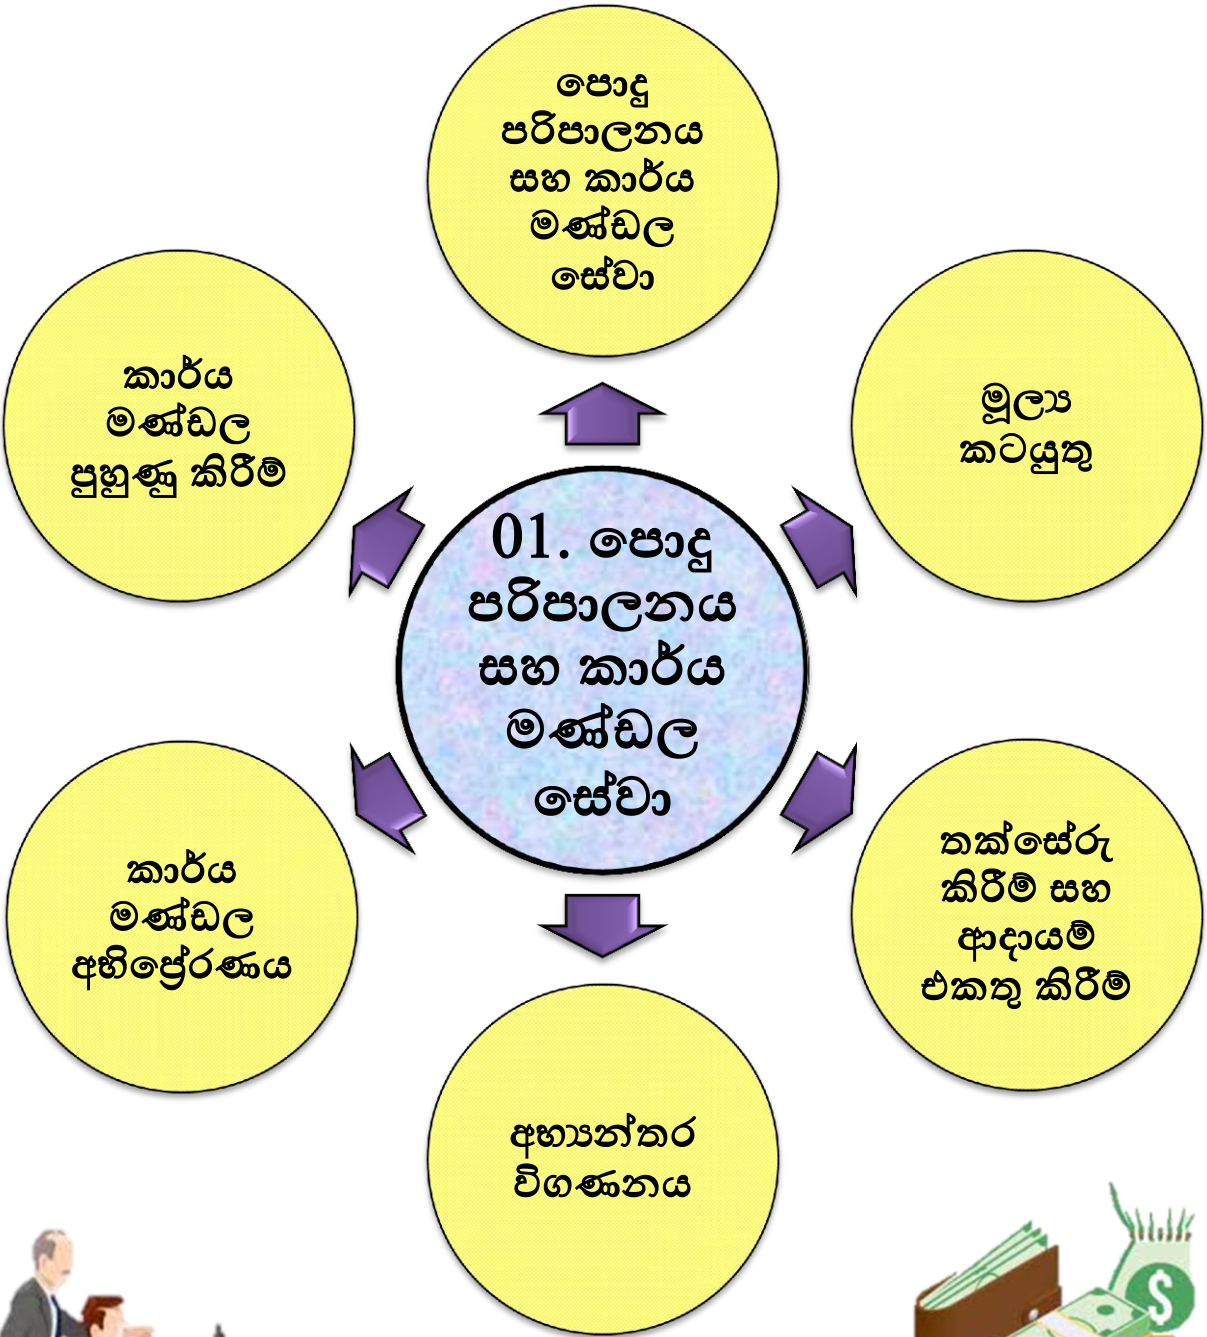 පොදු
පරිපාලනය
සහ කාර්ය
මණ්ඩල
සේවා
කාර්ය
මණ්ඩල
පුහුණු කිරීම්
මූල්‍ය
කටයුතු
01. පොදු
පරිපාලනය
සහ කාර්ය
මණ්ඩල
සේවා
කාර්ය
මණ්ඩල
අභිප්‍රේරණය
තක්සේරු
කිරීම් සහ
ආදායම්
එකතු කිරීම්
අභ්‍යන්තර
විගණනය
$